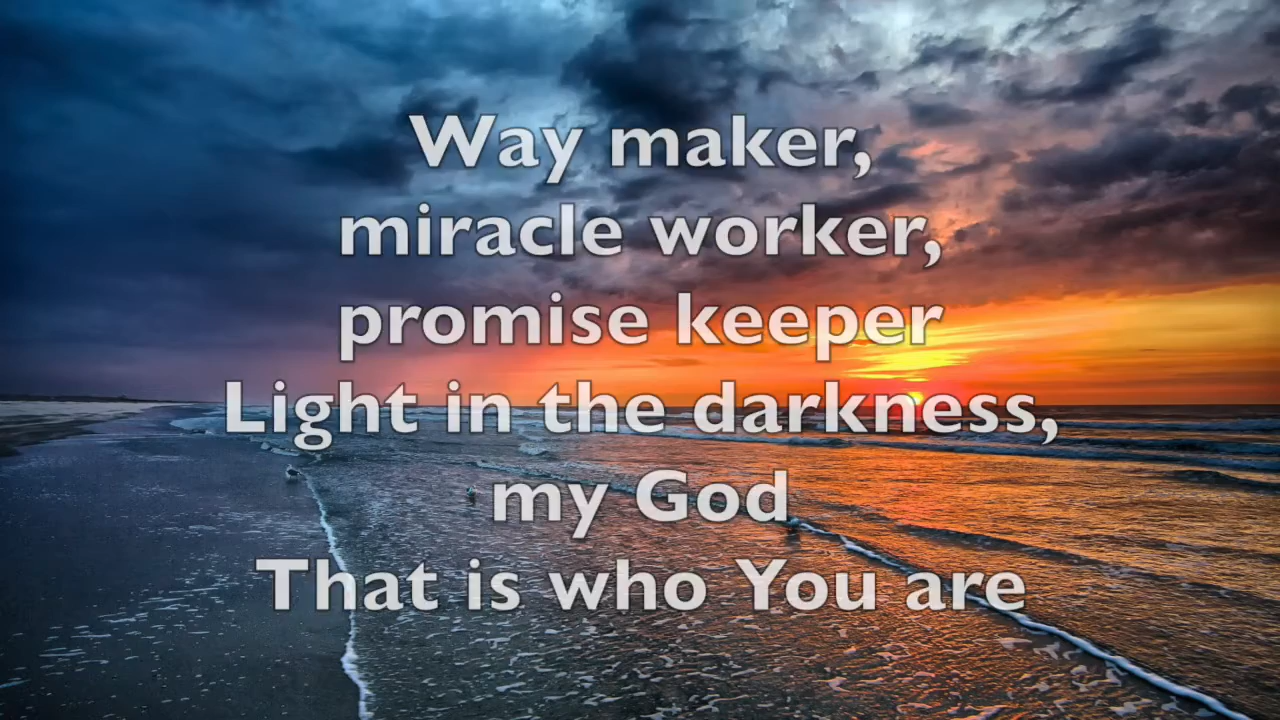 Way maker,
miracle worker,
promise keeper
Light in the darkness,
my God
That is who You are